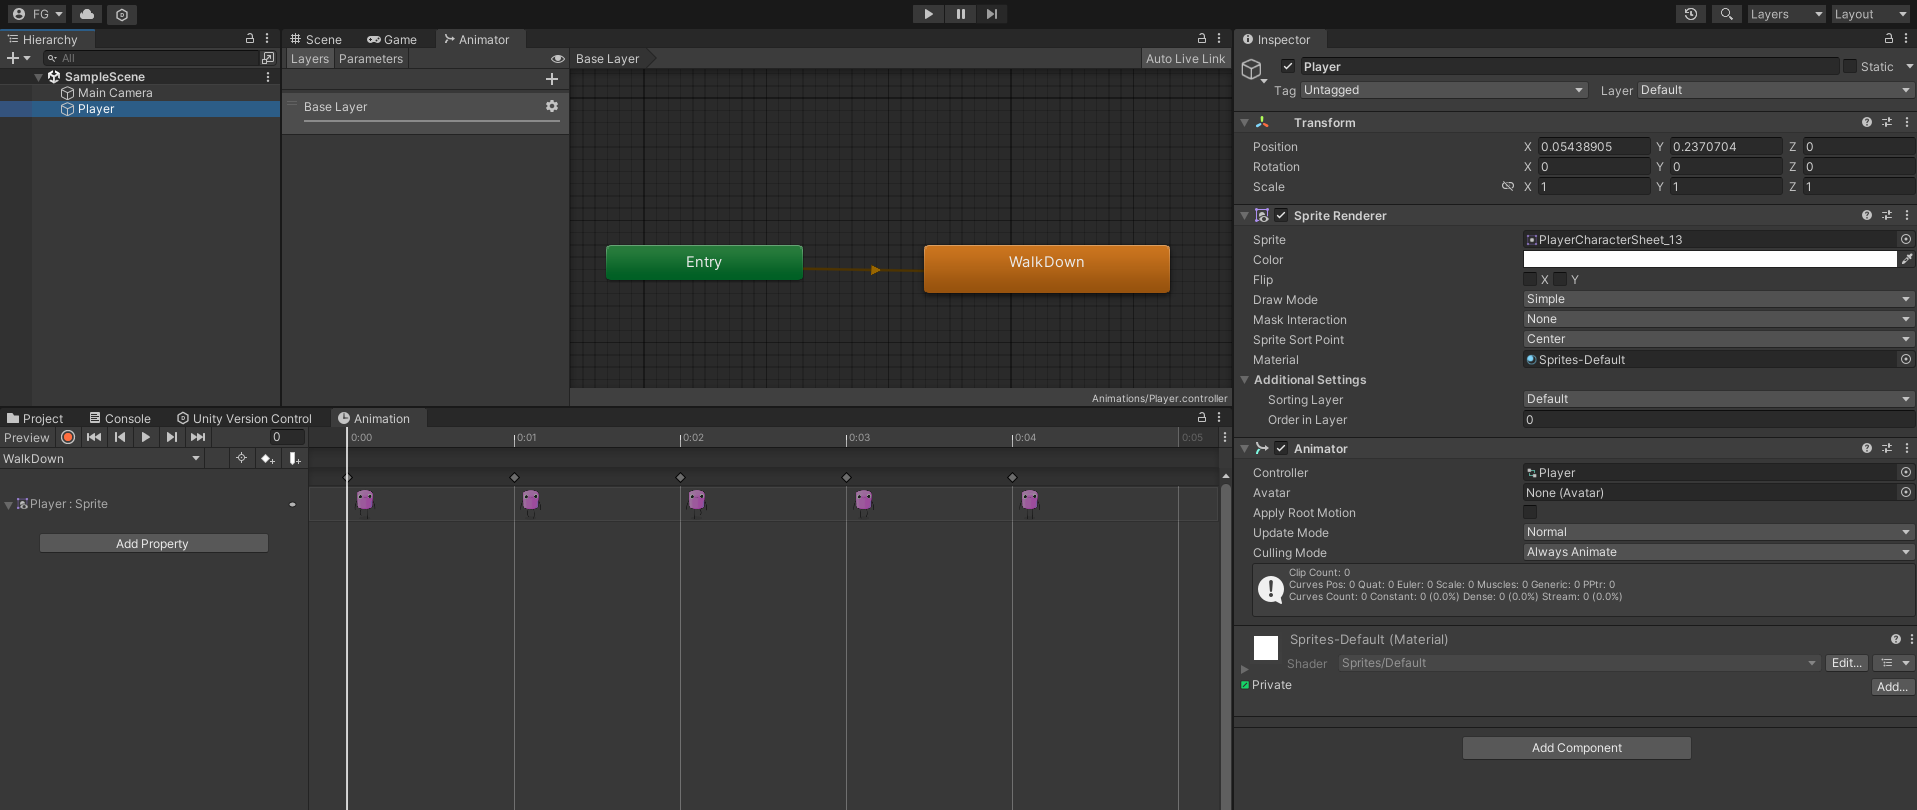 FG
Layers
Layout
Hierarchy
All
SampleScene
Main Camera
Player
Scene
Game
Animator
Layers
Parameters
Base Layer
Auto Live Link
Base Layer
Entry
WalkDown
Animations/Player.controller
Project
Console
Unity Version Control
Animation
Preview
0
0:00
0:01
0:02
0:03
0:04
0:05
WalkDown
Player : Sprite
Add Property
Inspector
Player
Static
Tag
Untagged
Layer
Default
Transform
Position
X 0.05438905 Y 0.2370704 Z 0
Rotation
X 0 Y 0 Z 0
Scale
X 1 Y 1 Z 1
Sprite Renderer
Sprite
PlayerCharacterSheet_13
Color
Flip
X Y
Draw Mode
Simple
Mask Interaction
None
Sprite Sort Point
Center
Material
Sprites-Default
Additional Settings
Sorting Layer
Default
Order in Layer
0
Animator
Controller
Player
Avatar
None (Avatar)
Apply Root Motion
Update Mode
Normal
Culling Mode
Always Animate
Clip Count: 0
Curves Pos: 0 Quat: 0 Euler: 0 Scale: 0 Muscles: 0 Generic: 0 PPtr: 0
Curves Count: 0 Constant: 0 (0.0%) Dense: 0 (0.0%) Stream: 0 (0.0%)
Sprites-Default (Material)
Shader
Sprites/Default
Edit...
Private
Add...
Add Component